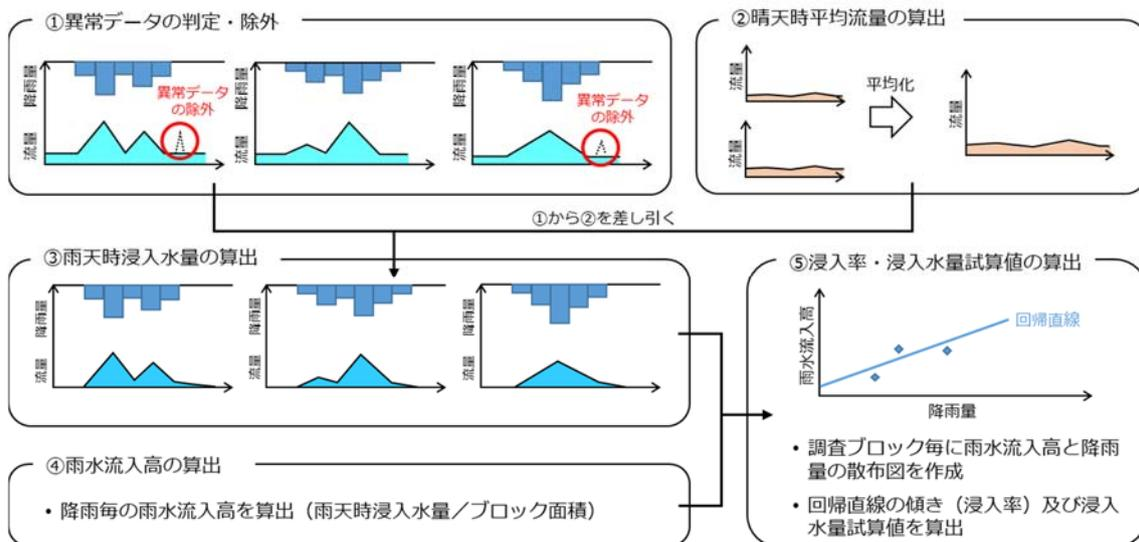 ①異常データの判定・除外
降雨量
流量
異常データ
の除外
降雨量
流量
降雨量
流量
異常データ
の除外
②晴天時平均流量の算出
流量
流量
平均化
流量
①から②を差し引く
③雨天時浸入水量の算出
降雨量
流量
降雨量
流量
降雨量
流量
④雨水流入高の算出
• 降雨毎の雨水流入高を算出（雨天時浸入水量／ブロック面積）
⑤浸入率・浸入水量試算値の算出
雨水流入高
回帰直線
降雨量
• 調査ブロック毎に雨水流入高と降雨
量の散布図を作成
• 回帰直線の傾き（浸入率）及び浸入
水量試算値を算出